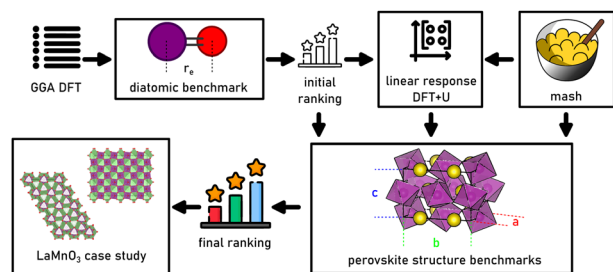 GGA DFT
r_e
diatomic benchmark
initial
ranking
linear response
DFT+U
mash
LaMnO₃ case study
final ranking
c
b
a
perovskite structure benchmarks